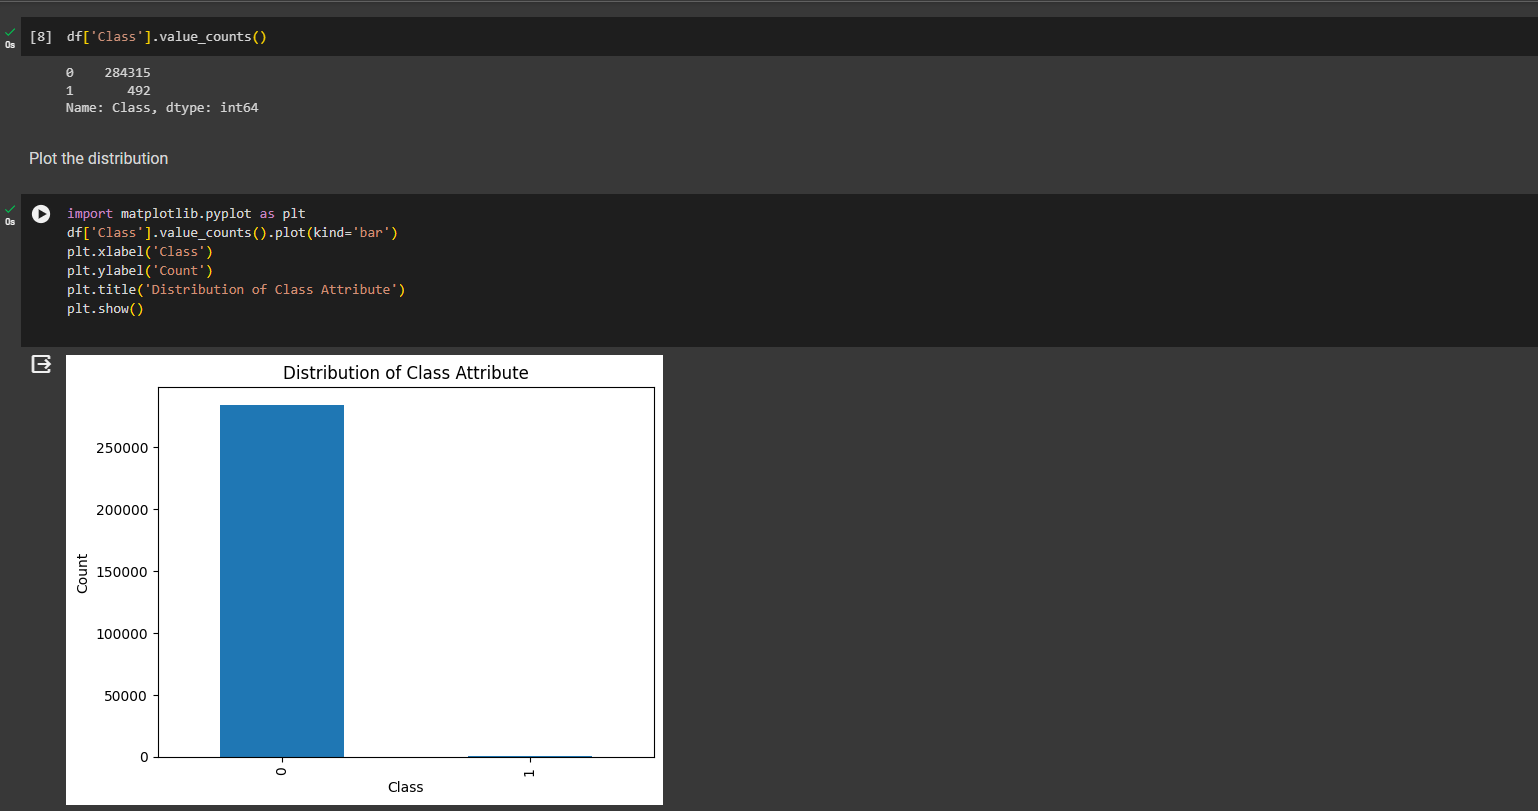 [8] df['Class'].value_counts()
0s
0    284315
1       492
Name: Class, dtype: int64
Plot the distribution
0s
import matplotlib.pyplot as plt
df['Class'].value_counts().plot(kind='bar')
plt.xlabel('Class')
plt.ylabel('Count')
plt.title('Distribution of Class Attribute')
plt.show()
Distribution of Class Attribute
250000
200000
150000
100000
50000
0
Count
0
1
Class